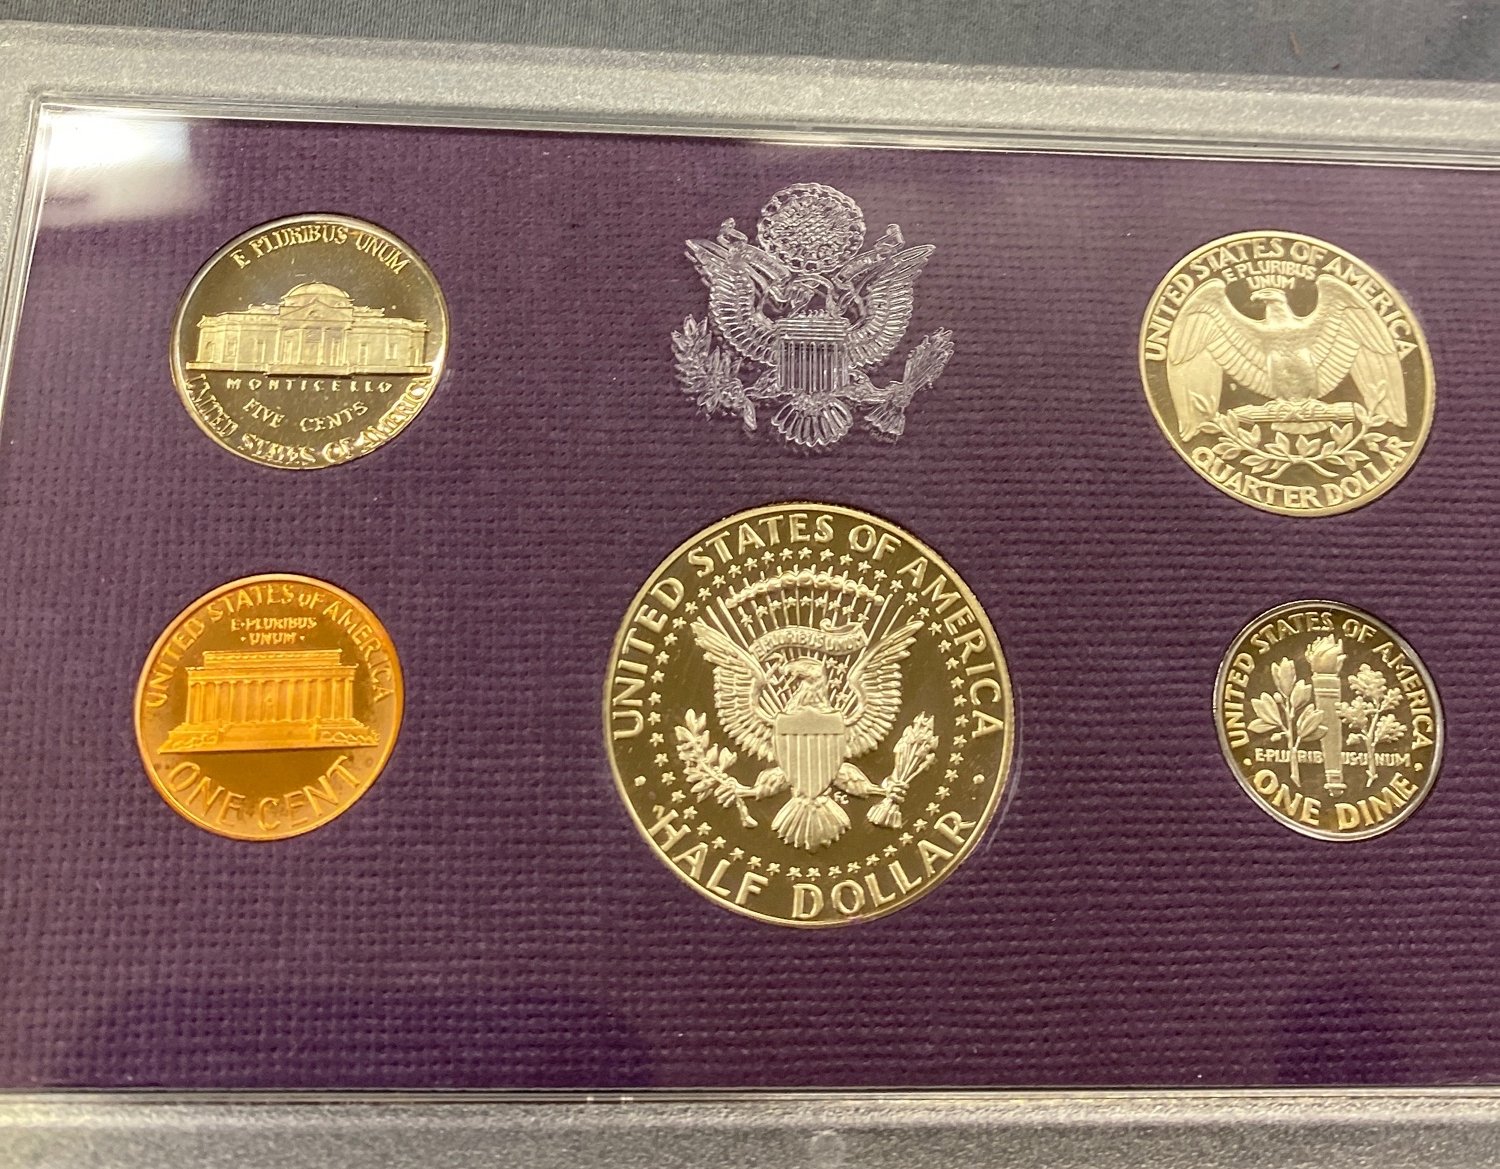 E PLURIBUS UNUM
MONTICELLO
FIVE CENTS
UNITED STATES OF AMERICA
UNITED STATES OF AMERICA
E PLURIBUS
UNUM
QUARTER DOLLAR
UNITED STATES OF AMERICA
E·PLURIBUS
·UNUM·
ONE CENT
UNITED STATES OF AMERICA
E PLURIBUS UNUM
HALF DOLLAR
UNITED STATES OF AMERICA
E·PLURIBUS·UNUM
·ONE DIME·